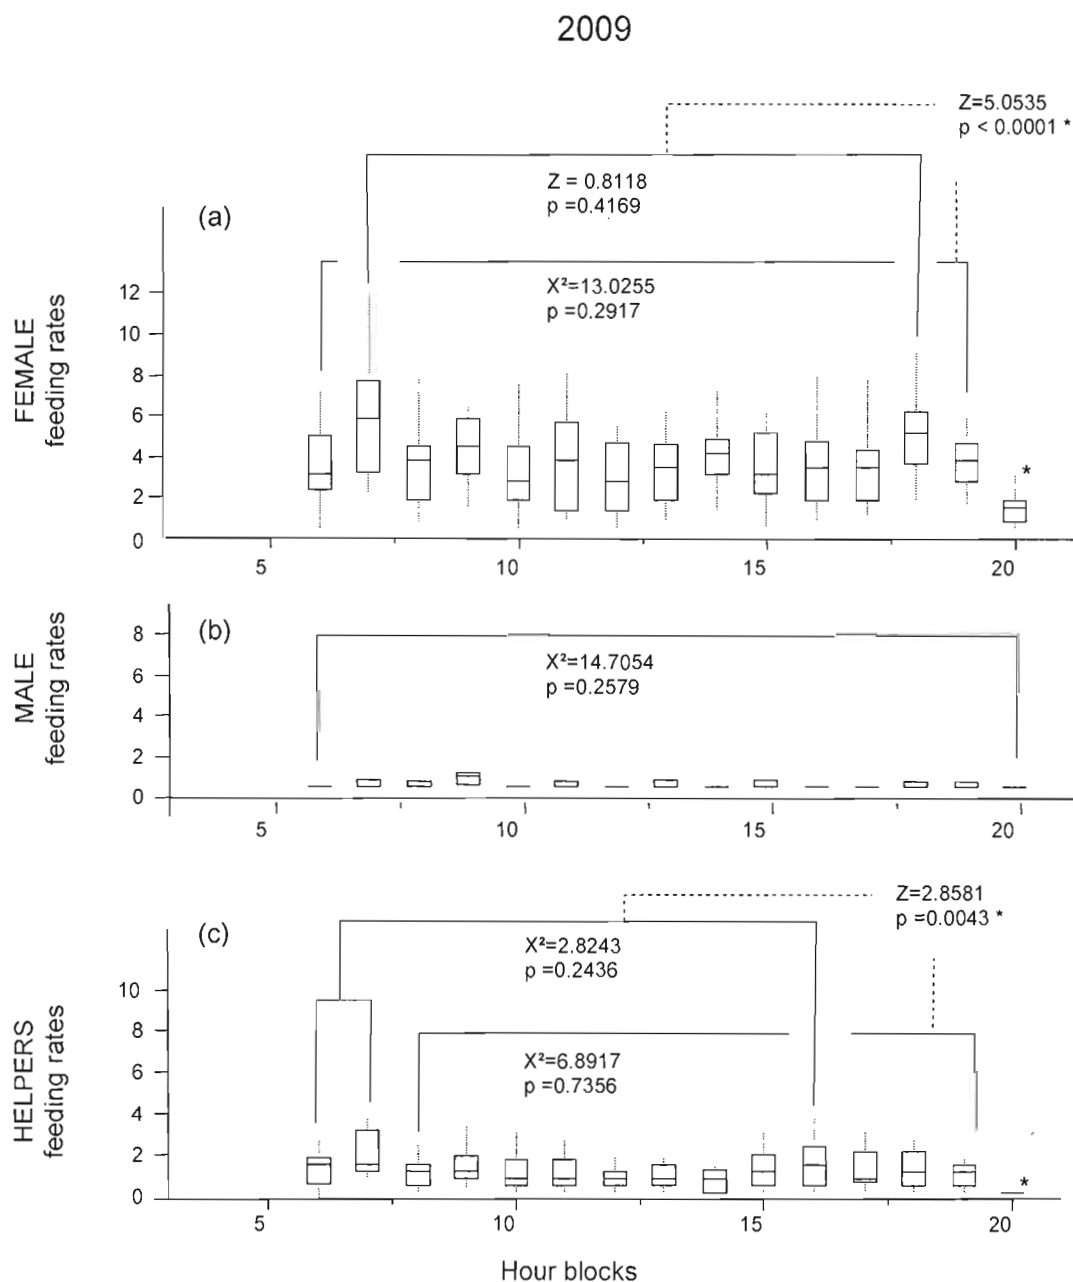 2009
Z=5.0535
p < 0.0001 *
Z = 0.8118
p =0.4169
(a)
X²=13.0255
p =0.2917
FEMALE
feeding rates
12
10
8
6
4
2
0
*
5
10
15
20
(b)
X²=14.7054
p =0.2579
MALE
feeding rates
8
6
4
2
0
5
10
15
20
Z=2.8581
p =0.0043 *
(c)
X²=2.8243
p =0.2436
X²=6.8917
p =0.7356
HELPERS
feeding rates
10
8
6
4
2
0
*
5
10
15
20
Hour blocks